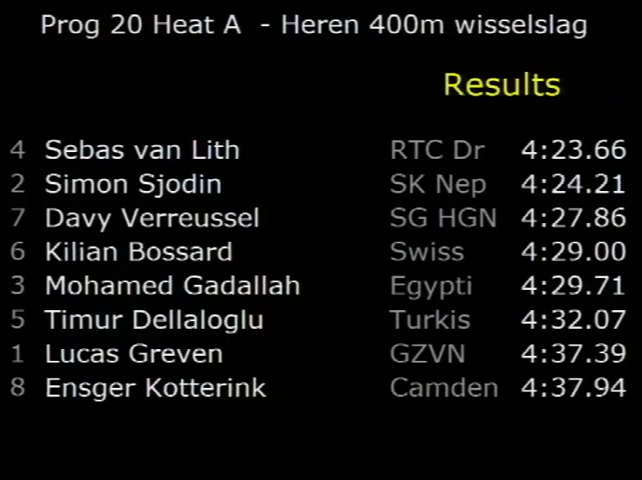 Prog 20 Heat A - Heren 400m wisselslag
Results
4 Sebas van Lith RTC Dr 4:23.66
2 Simon Sjodin SK Nep 4:24.21
7 Davy Verreussel SG HGN 4:27.86
6 Kilian Bossard Swiss 4:29.00
3 Mohamed Gadallah Egypti 4:29.71
5 Timur Dellaloglu Turkis 4:32.07
1 Lucas Greven GZVN 4:37.39
8 Ensger Kotterink Camden 4:37.94